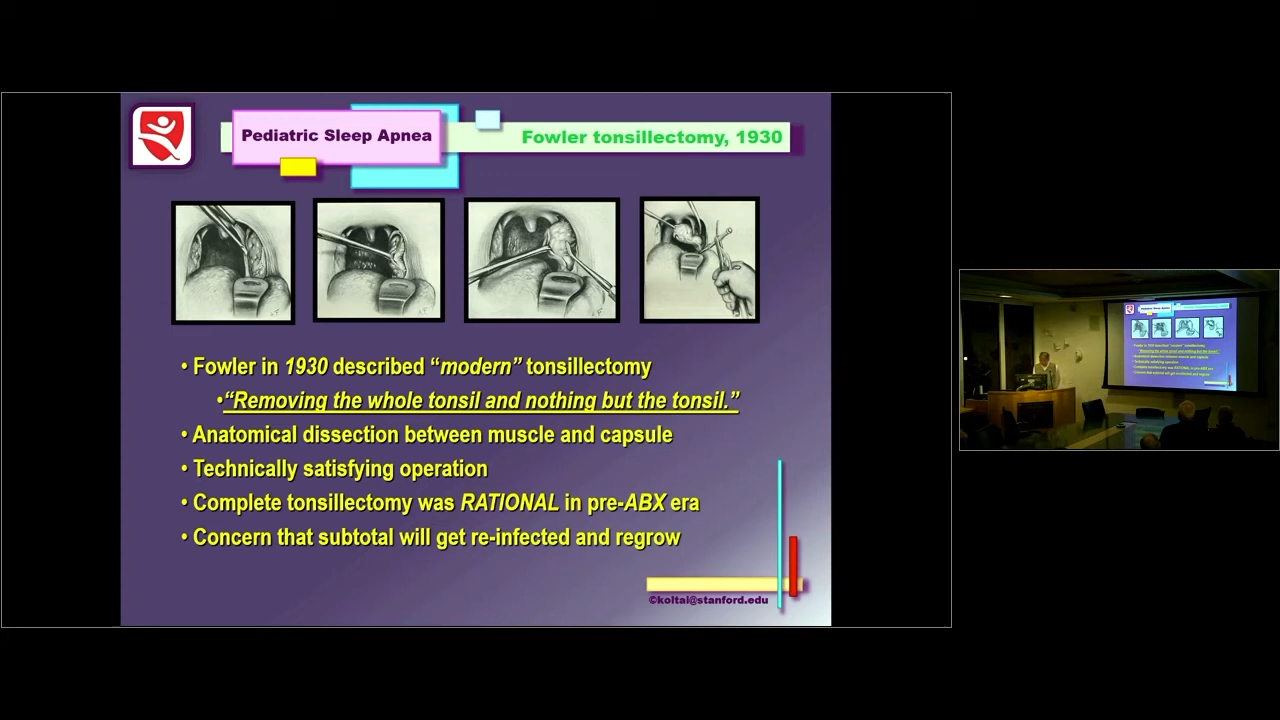 Pediatric Sleep Apnea
Fowler tonsillectomy, 1930
• Fowler in 1930 described “modern” tonsillectomy
•“Removing the whole tonsil and nothing but the tonsil.”
• Anatomical dissection between muscle and capsule
• Technically satisfying operation
• Complete tonsillectomy was RATIONAL in pre-ABX era
• Concern that subtotal will get re-infected and regrow
©koltai@stanford.edu